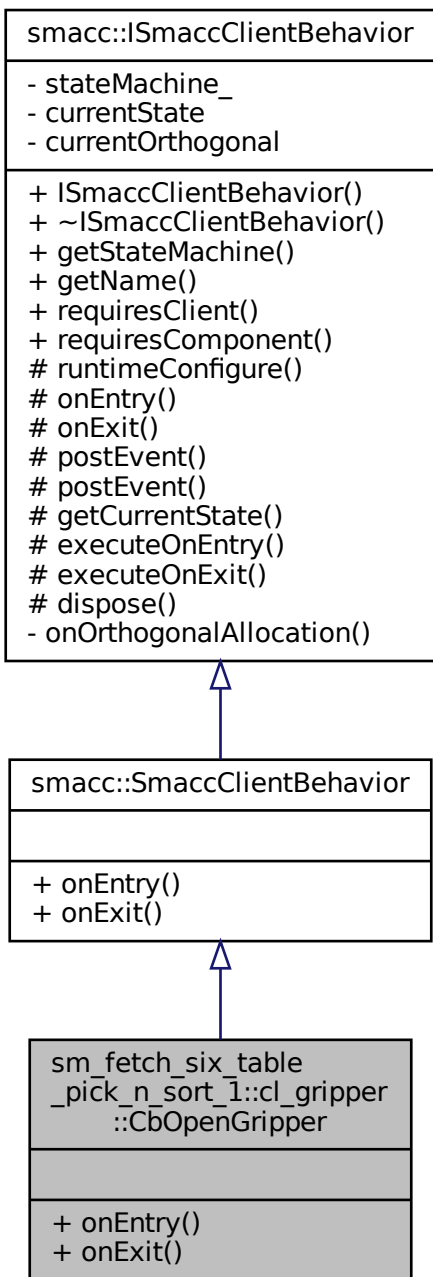 smacc::ISmaccClientBehavior
- stateMachine_
- currentState
- currentOrthogonal
+ ISmaccClientBehavior()
+ ~ISmaccClientBehavior()
+ getStateMachine()
+ getName()
+ requiresClient()
+ requiresComponent()
# runtimeConfigure()
# onEntry()
# onExit()
# postEvent()
# postEvent()
# getCurrentState()
# executeOnEntry()
# executeOnExit()
# dispose()
- onOrthogonalAllocation()
smacc::SmaccClientBehavior
+ onEntry()
+ onExit()
sm_fetch_six_table
_pick_n_sort_1::cl_gripper
::CbOpenGripper
+ onEntry()
+ onExit()